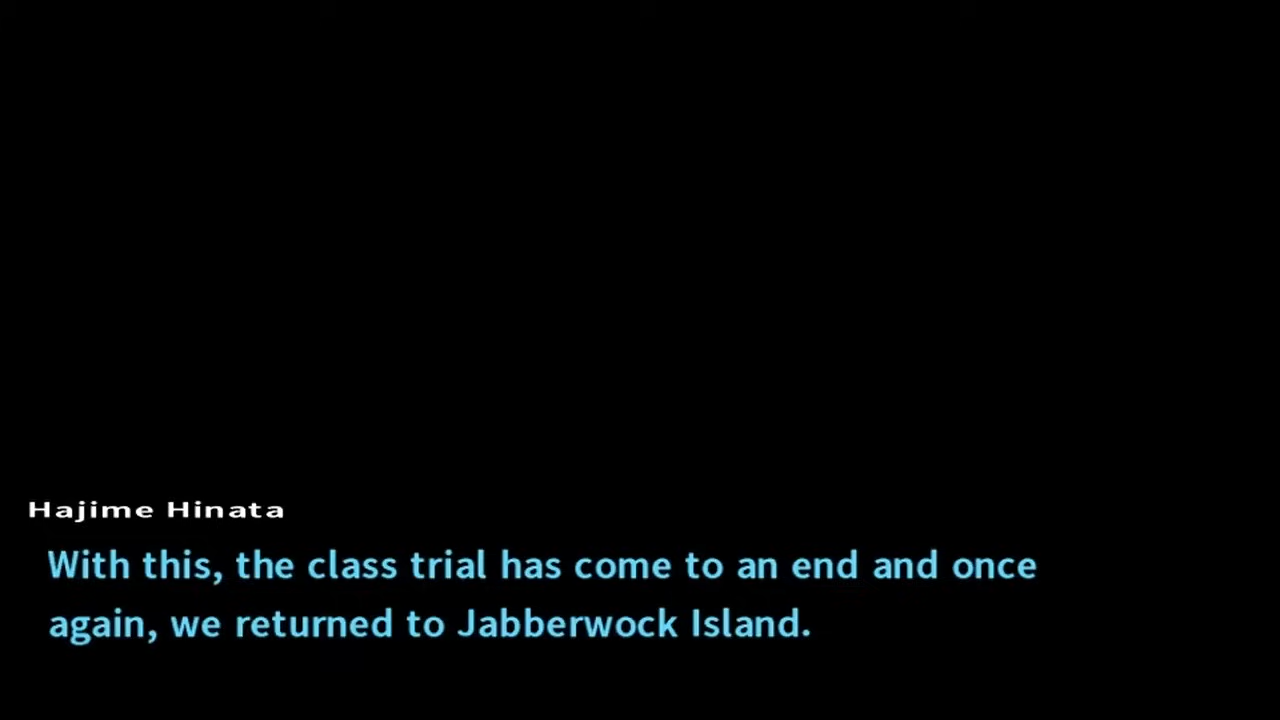 Hajime Hinata
With this, the class trial has come to an end and once
again, we returned to Jabberwock Island.